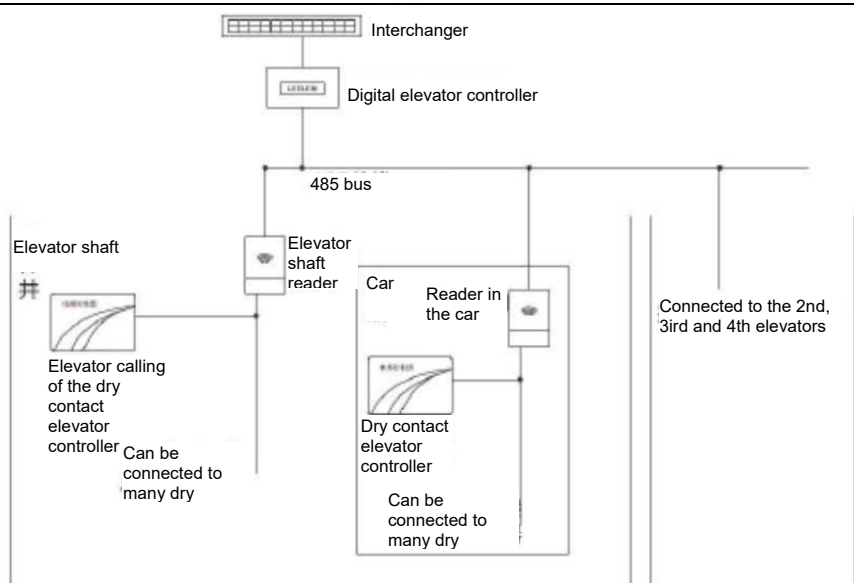 Interchanger
LEELEN
Digital elevator controller
485 bus
Elevator shaft
井
Elevator
shaft
reader
Car
Reader in
the car
Connected to the 2nd,
3ird and 4th elevators
Elevator calling
of the dry
contact
elevator
controller
Can be
connected to
many dry
Dry contact
elevator
controller
Can be
connected to
many dry